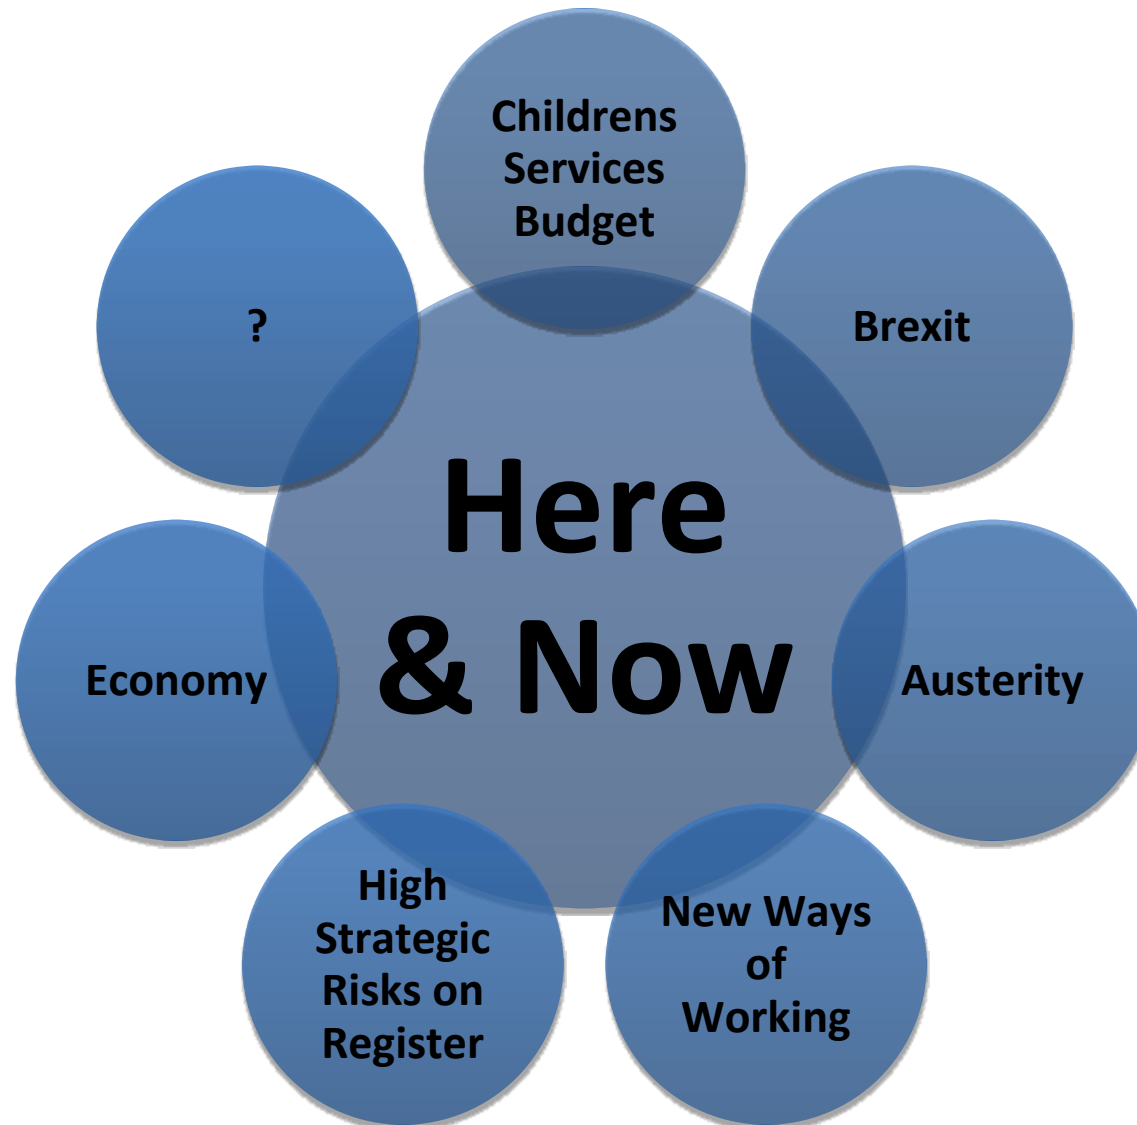 Childrens
Services
Budget
Brexit
Austerity
New Ways
of
Working
High
Strategic
Risks on
Register
Economy
?
Here
& Now